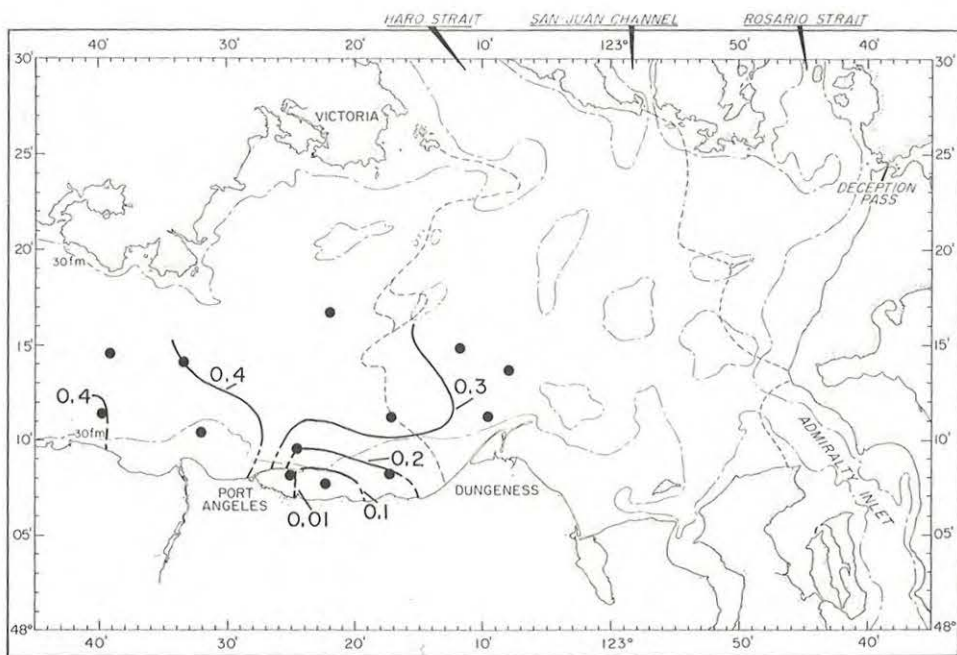 HARO STRAIT
SAN JUAN CHANNEL
ROSARIO STRAIT
40' 30' 20' 10' 123° 50' 40'
30' 30'
VICTORIA
25' 25'
DECEPTION
PASS
20' 20'
30fm
15' 15'
0.4
0.4
0.3
30fm
10' 10'
ADMIRALTY
INLET
0.2
PORT
ANGELES
DUNGENESS
0.01
0.1
05' 05'
48° 48°
40' 30' 20' 10' 123° 50' 40'